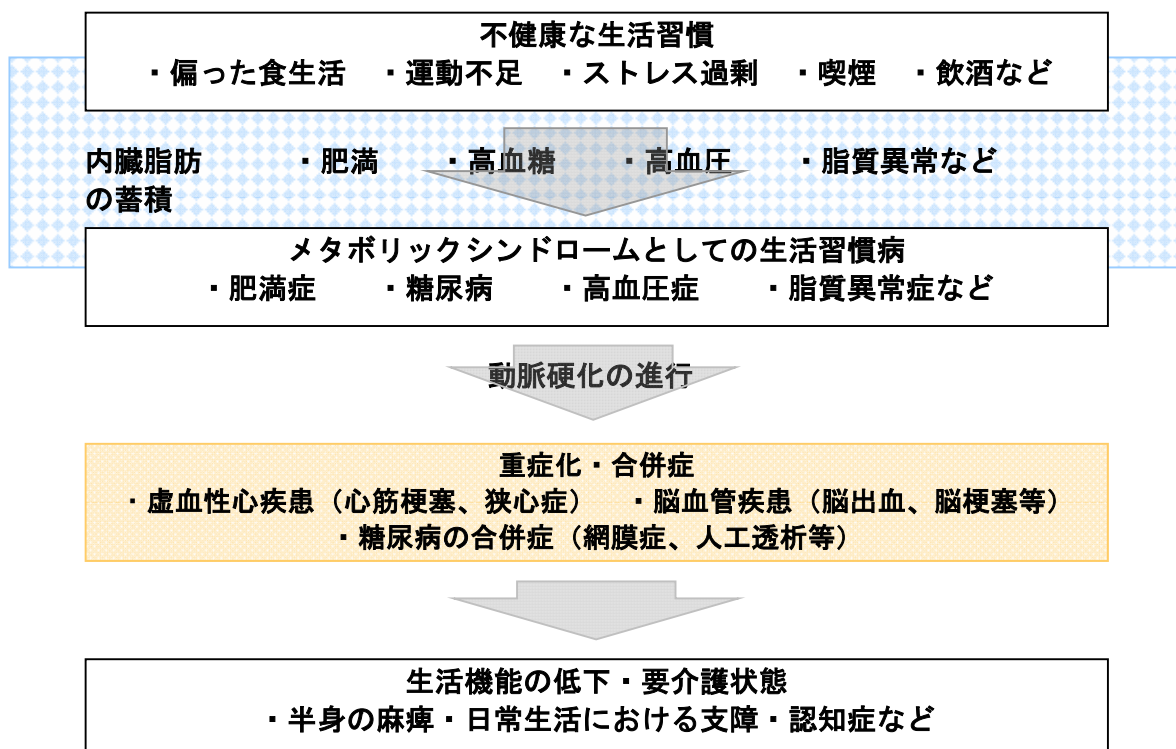 不健康な生活習慣
・偏った食生活　・運動不足　・ストレス過剰　・喫煙　・飲酒など
内臓脂肪　　　・肥満　　・高血糖　　・高血圧　　・脂質異常など
の蓄積
メタボリックシンドロームとしての生活習慣病
・肥満症　　・糖尿病　　・高血圧症　　・脂質異常症など
動脈硬化の進行
重症化・合併症
・虚血性心疾患（心筋梗塞、狭心症）　・脳血管疾患（脳出血、脳梗塞等）
・糖尿病の合併症（網膜症、人工透析等）
生活機能の低下・要介護状態
・半身の麻痺・日常生活における支障・認知症など